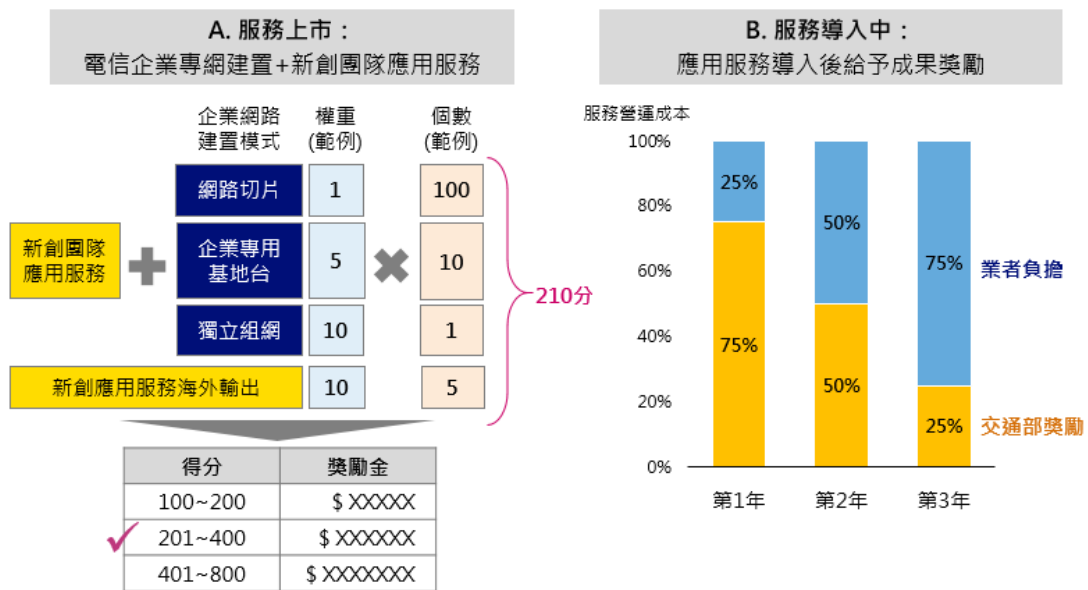 A. 服務上市：
電信企業專網建置+新創團隊應用服務
企業網路
建置模式
權重
(範例)
個數
(範例)
網路切片
1
100
新創團隊
應用服務
企業專用
基地台
5
10
210分
獨立組網
10
1
新創應用服務海外輸出
10
5
得分 獎勵金
100~200 $ XXXXX
201~400 $ XXXXXX
401~800 $ XXXXXXX
B. 服務導入中：
應用服務導入後給予成果獎勵
服務營運成本
100%
80%
60%
40%
20%
0%
25%
75%
50%
50%
75%
25%
業者負擔
交通部獎勵
第1年 第2年 第3年